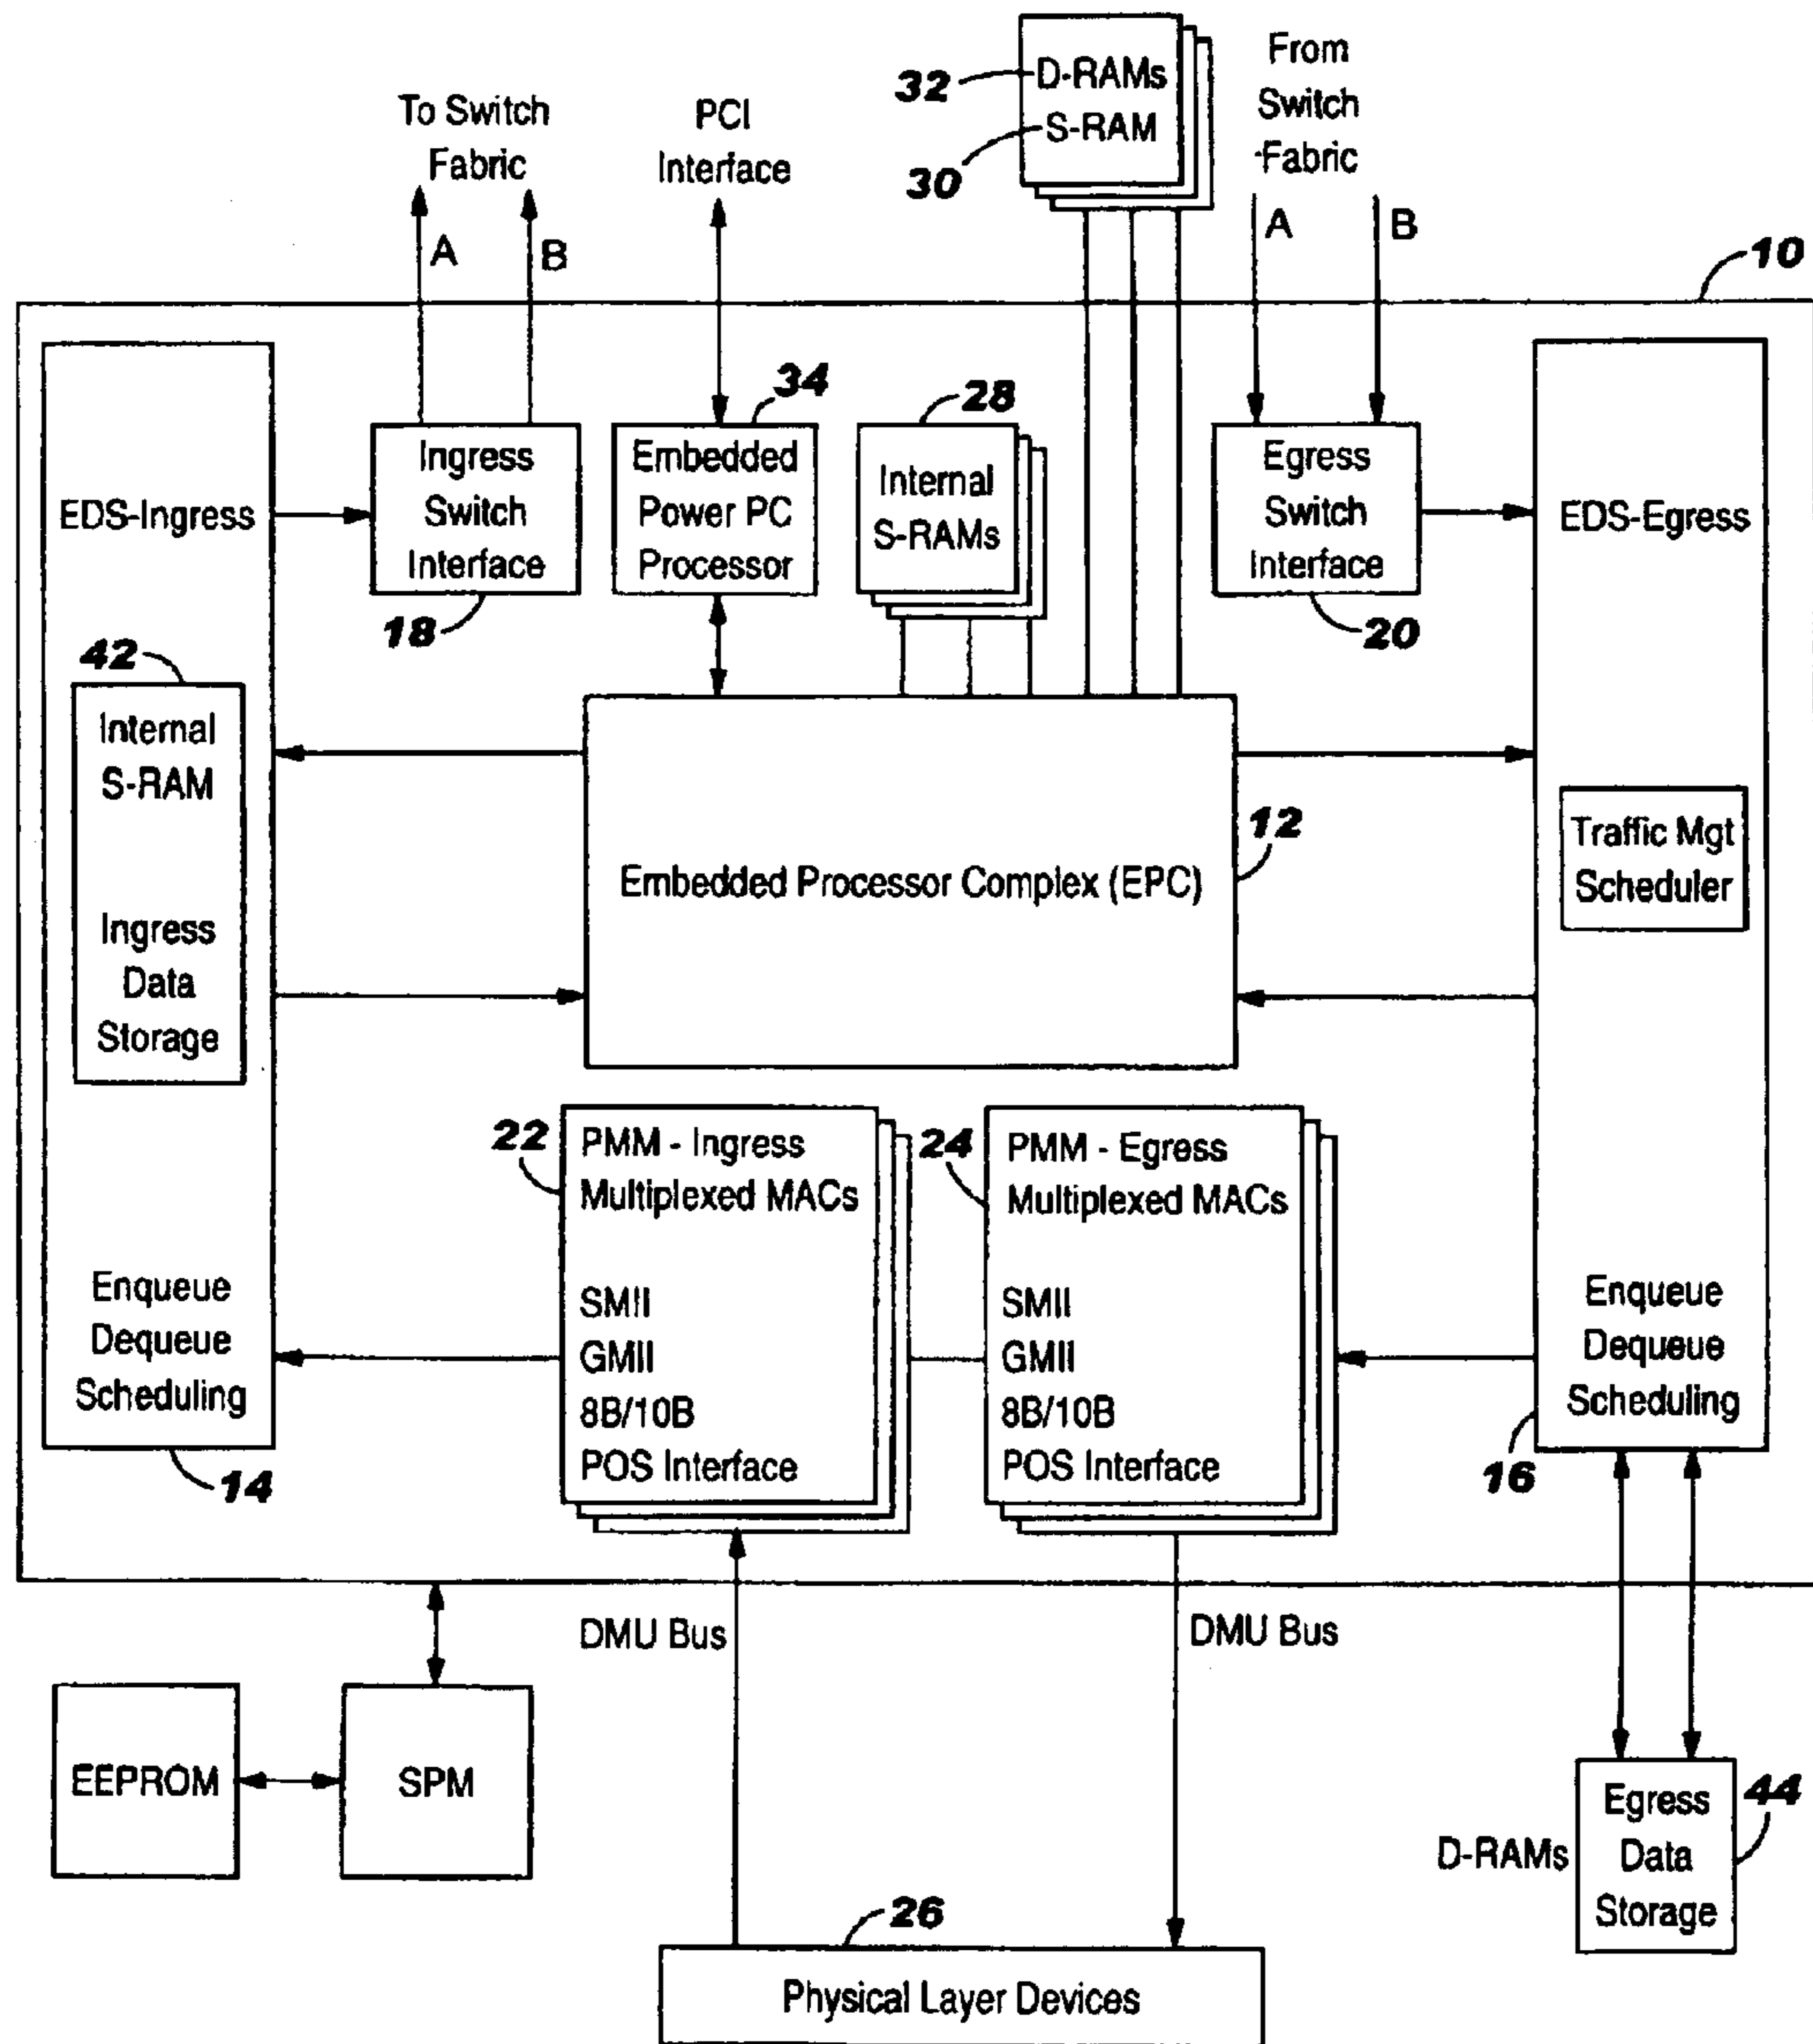 To Switch
Fabric
A
B
PCI
Interface
32
D-RAMs
S-RAM
30
From
Switch
Fabric
A
B
10
EDS-Ingress
Ingress
Switch
Interface
18
34
Embedded
Power PC
Processor
28
Internal
S-RAMs
Egress
Switch
Interface
20
EDS-Egress
42
Internal
S-RAM
Ingress
Data
Storage
Embedded Processor Complex (EPC)
12
Traffic Mgt
Scheduler
Enqueue
Dequeue
Scheduling
14
22
PMM - Ingress
Multiplexed MACs
SMII
GMII
8B/10B
POS Interface
24
PMM - Egress
Multiplexed MACs
SMII
GMII
8B/10B
POS Interface
Enqueue
Dequeue
Scheduling
16
DMU Bus
DMU Bus
EEPROM
SPM
D-RAMs
Egress
Data
Storage
44
26
Physical Layer Devices